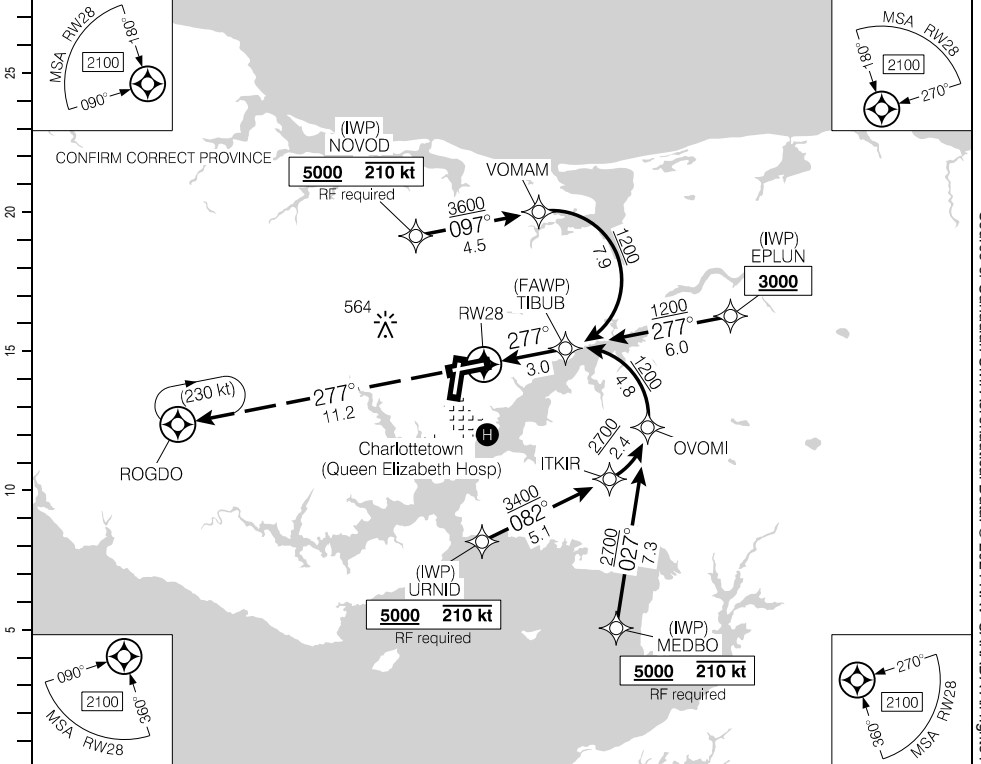 MSA RW28
180°
2100
090°
MSA RW28
180°
2100
270°
25
20
15
10
5
CONFIRM CORRECT PROVINCE
(IWP)
NOVOD
5000 210 kt
RF required
VOMAM
3600
097°
4.5
1200
7.9
(IWP)
EPLUN
3000
(FAWP)
TIBUB
564
RW28
277°
3.0
1200
277°
6.0
(230 kt)
277°
11.2
ROGDO
1200
4.8
H
Charlottetown
(Queen Elizabeth Hosp)
2700
2.4
OVOMI
ITKIR
3400
082°
5.1
2700
027°
7.3
(IWP)
URNID
5000 210 kt
RF required
(IWP)
MEDBO
5000 210 kt
RF required
090°
2100
360°
MSA RW28
270°
2100
360°
MSA RW28